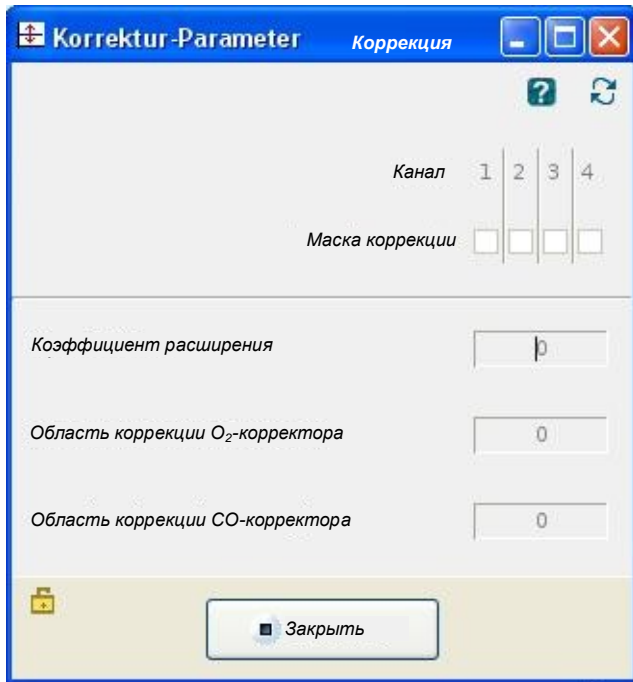 Korrektur-Parameter Коррекция
?
Канал 1 2 3 4
Маска коррекции
Коэффициент расширения 0
Область коррекции O₂-корректора 0
Область коррекции CO-корректора 0
Закрыть